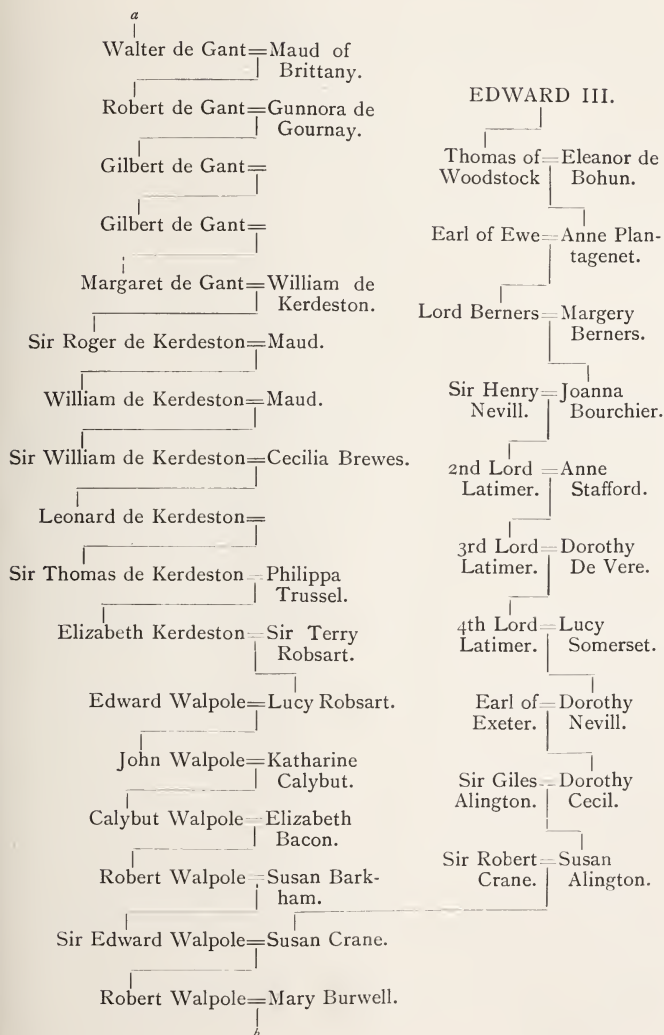 a
Walter de Gant=Maud of
Brittany.
Robert de Gant=Gunnora de
Gournay.
Gilbert de Gant=
Gilbert de Gant=
Margaret de Gant=William de
Kerdeston.
Sir Roger de Kerdeston=Maud.
William de Kerdeston=Maud.
Sir William de Kerdeston=Cecilia Brewes.
Leonard de Kerdeston=
Sir Thomas de Kerdeston=Philippa
Trussel.
Elizabeth Kerdeston=Sir Terry
Robsart.
Edward Walpole=Lucy Robsart.
John Walpole=Katharine
Calybut.
Calybut Walpole=Elizabeth
Bacon.
Robert Walpole=Susan Bark-
ham.
Sir Edward Walpole=Susan Crane.
Robert Walpole=Mary Burwell.
b
EDWARD III.
Thomas of=Eleanor de
Woodstock Bohun.
Earl of Ewe=Anne Plan-
tagenet.
Lord Berners=Margery
Berners.
Sir Henry=Joanna
Nevill. Bourchier.
2nd Lord=Anne
Latimer. Stafford.
3rd Lord=Dorothy
Latimer. De Vere.
4th Lord=Lucy
Latimer. Somerset.
Earl of=Dorothy
Exeter. Nevill.
Sir Giles=Dorothy
Alington. Cecil.
Sir Robert=Susan
Crane. Alington.